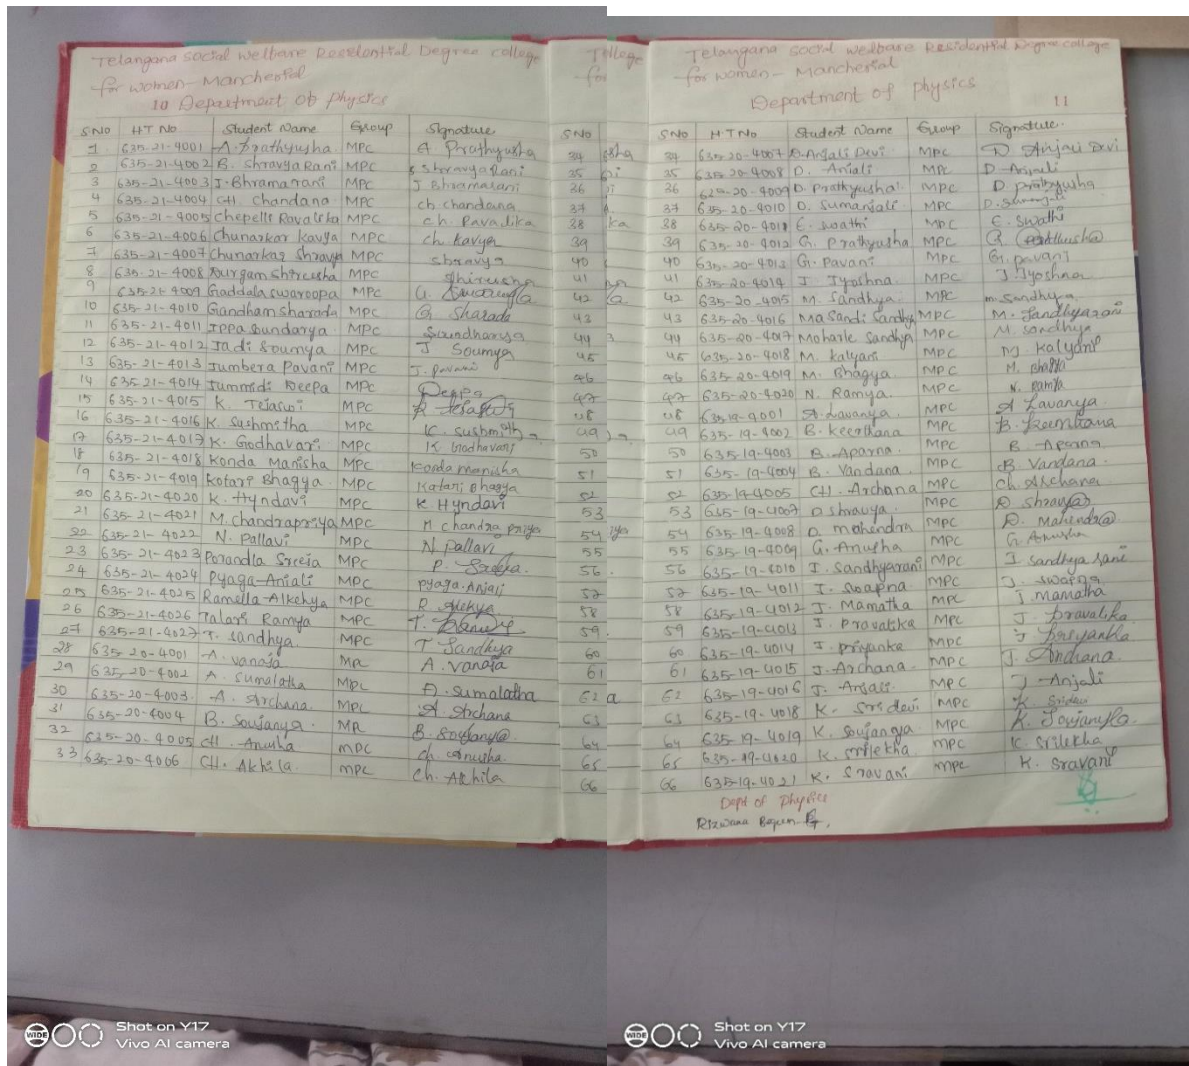 Telangana social welbare Residential Degree college
for women- Mancherial
10 Department of physics
SNO HT NO Student Name Group Signature
1 635-21-4001 A. Prathyusha MPC A. Prathyusha
2 635-21-4002 B. Shravya Rani MPC B Shravya Rani
3 635-21-4003 J. Bhramarani MPC J Bhramalani
4 635-21-4004 CH. Chandana MPC ch chandana
5 635-21-4005 Chepelli Ravalika MPC ch. Ravalika
6 635-21-4006 Chunarkar Kavya MPC ch. kavya
7 635-21-4007 Chunarkar Shravya MPC shravya
8 635-21-4008 Durgam Shireesha MPC Shirusha
9 635-21-4009 Gaddala swaroopa MPC G.
10 635-21-4010 Gandham sharada MPC G. Sharada
11 635-21-4011 Ippa soundarya MPC Soundharya
12 635-21-4012 Jadi Soumya MPC J Soumya
13 635-21-4013 Jumbera Pavani MPC J. pavani
14 635-21-4014 Jummidi Deepa MPC Deepa
15 635-21-4015 K. Tejaswi MPC
16 635-21-4016 K. Sushmitha MPC K. sushmitha
17 635-21-4017 K. Godhavari. MPC K Godhavari
18 635-21-4018 Konda Manisha MPC Konda manisha
19 635-21-4019 Kotari Bhagya. MPC Katari Bhagya
20 635-21-4020 K. Hyndavi MPC K Hyndavi
21 635-21-4021 M. chandrapriya MPC M chandra priya
22 635-21-4022 N. Pallavi MPC N pallavi
23 635-21-4023 Porandla Sreeja MPC P.
24 635-21-4024 Pyaga-Anjali MPC pyaga. Anjali
25 635-21-4025 Ramella Alkehya MPC R. Alekya
26 635-21-4026 Talari Ramya MPC T.
27 635-21-4027 T. sandhya MPC T Sandhya
28 635-20-4001 A. vanaja MPC A. vanaja
29 635-20-4002 A. Sumalatha MPC A. Sumalatha
30 635-20-4003. A. Archana. MPC A. Archana
31 635-20-4004 B. Soujanya. MPC B. Soujanya
32 635-20-4005 CH. Anusha MPC ch. Anusha
33 635-20-4006 CH. Akhila. MPC ch. Akhila
Telangana social welbare Residential Degree college
for women- Mancherial
Department of physics 11
SNO HT NO Student Name Group Signature.
34 635-20-4007 D. Anjali Devi MPC D Anjali Devi
35 635-20-4008 D. Anjali MPC D-Anjali
36 635-20-4009 D. Prathyusha MPC D prathyusha
37 635-20-4010 D. Sumanjali MPC
38 635-20-4011 E. swathi MPC E. Swathi
39 635-20-4012 G. Prathyusha MPC
40 635-20-4013 G. Pavani MPC G. pavani
41 635-20-4014 J. Jyoshna. MPC J Jyoshna
42 635-20-4015 M. Sandhya. MPC m. Sandhya
43 635-20-4016 Masandi Sandhya MPC M. Sandhyarani
44 635-20-4017 Moharle Sandhya MPC M. Sandhya
45 635-20-4018 M. kalyani MPC M kalyani
46 635-20-4019 M. Bhagya. MPC M. Bhagya
47 635-20-4020 N. Ramya. MPC N. Ramya
48 635-19-4001 A. Lavanya. MPC A Lavanya
49 635-19-4002 B. Keerthana MPC B. Keerthana
50 635-19-4003 B. Aparna. MPC B. Aparna
51 635-19-4004 B. Vandana. MPC B. Vandana
52 635-19-4005 CH. Archana MPC ch Archana
53 635-19-4007 D shravya. MPC D. Shravya
54 635-19-4008 D. mahendra MPC D. Mahendra
55 635-19-4009 G. Anusha MPC G. Anusha
56 635-19-4010 J. Sandhyarani MPC J. Sandhya Rani
57 635-19-4011 J. swapna MPC J. swapna
58 635-19-4012 J. Mamatha MPC J mamatha
59 635-19-4013 J. pravalika MPC J. pravalika
60 635-19-4014 J. priyanka MPC J priyanka
61 635-19-4015 J. Archana. MPC J. Archana
62 635-19-4016 J. Anjali MPC J- Anjali
63 635-19-4018 K. Sri devi MPC K. Sridevi
64 635-19-4019 K. Soujanya MPC K. Soujanya
65 635-19-4020 K. Srilekha MPC K. Srilekha
66 635-19-4021 K. Sravani MPC K. Sravani
Dept of Physics
Rizwana Begum
WIDE Shot on Y17
Vivo AI camera
WIDE Shot on Y17
Vivo AI camera